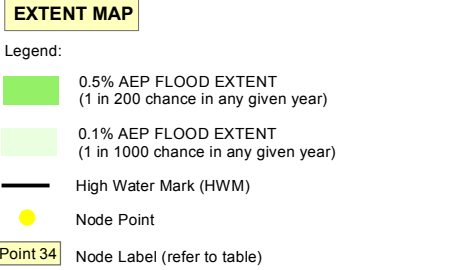 EXTENT MAP
Legend:
0.5% AEP FLOOD EXTENT
(1 in 200 chance in any given year)
0.1% AEP FLOOD EXTENT
(1 in 1000 chance in any given year)
High Water Mark (HWM)
Node Point
Point 34 Node Label (refer to table)